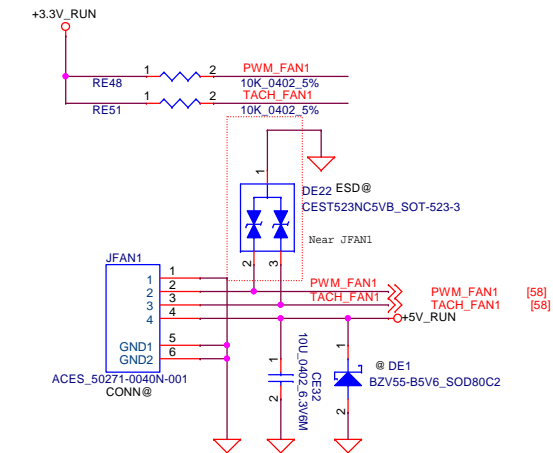 +3.3V_RUN
1 2 PWM_FAN1
RE48 10K_0402_5%
1 2 TACH_FAN1
RE51 10K_0402_5%
1
DE22 ESD@
CEST523NC5VB_SOT-523-3
Near JFAN1
2 3
JFAN1
1 1
2 2 PWM_FAN1 PWM_FAN1 [58]
3 3 TACH_FAN1 TACH_FAN1 [58]
4 4 +5V_RUN
GND1 5
GND2 6
ACES_50271-0040N-001
CONN@
1 2
CE32
10U_0402_6.3V6M
1 2
@ DE1
BZV55-B5V6_SOD80C2